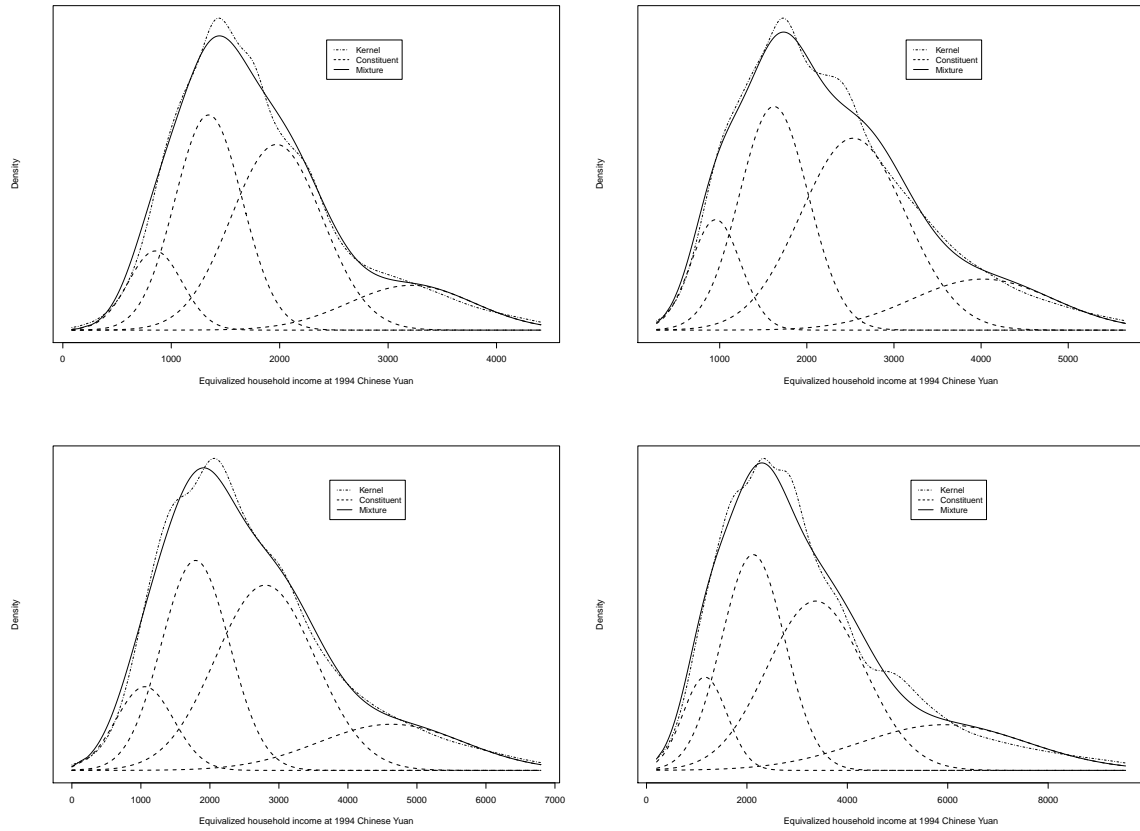 Density
Kernel
Constituent
Mixture
0 1000 2000 3000 4000
Equivalized household income at 1994 Chinese Yuan
Density
Kernel
Constituent
Mixture
1000 2000 3000 4000 5000
Equivalized household income at 1994 Chinese Yuan
Density
Kernel
Constituent
Mixture
0 1000 2000 3000 4000 5000 6000 7000
Equivalized household income at 1994 Chinese Yuan
Density
Kernel
Constituent
Mixture
0 2000 4000 6000 8000
Equivalized household income at 1994 Chinese Yuan